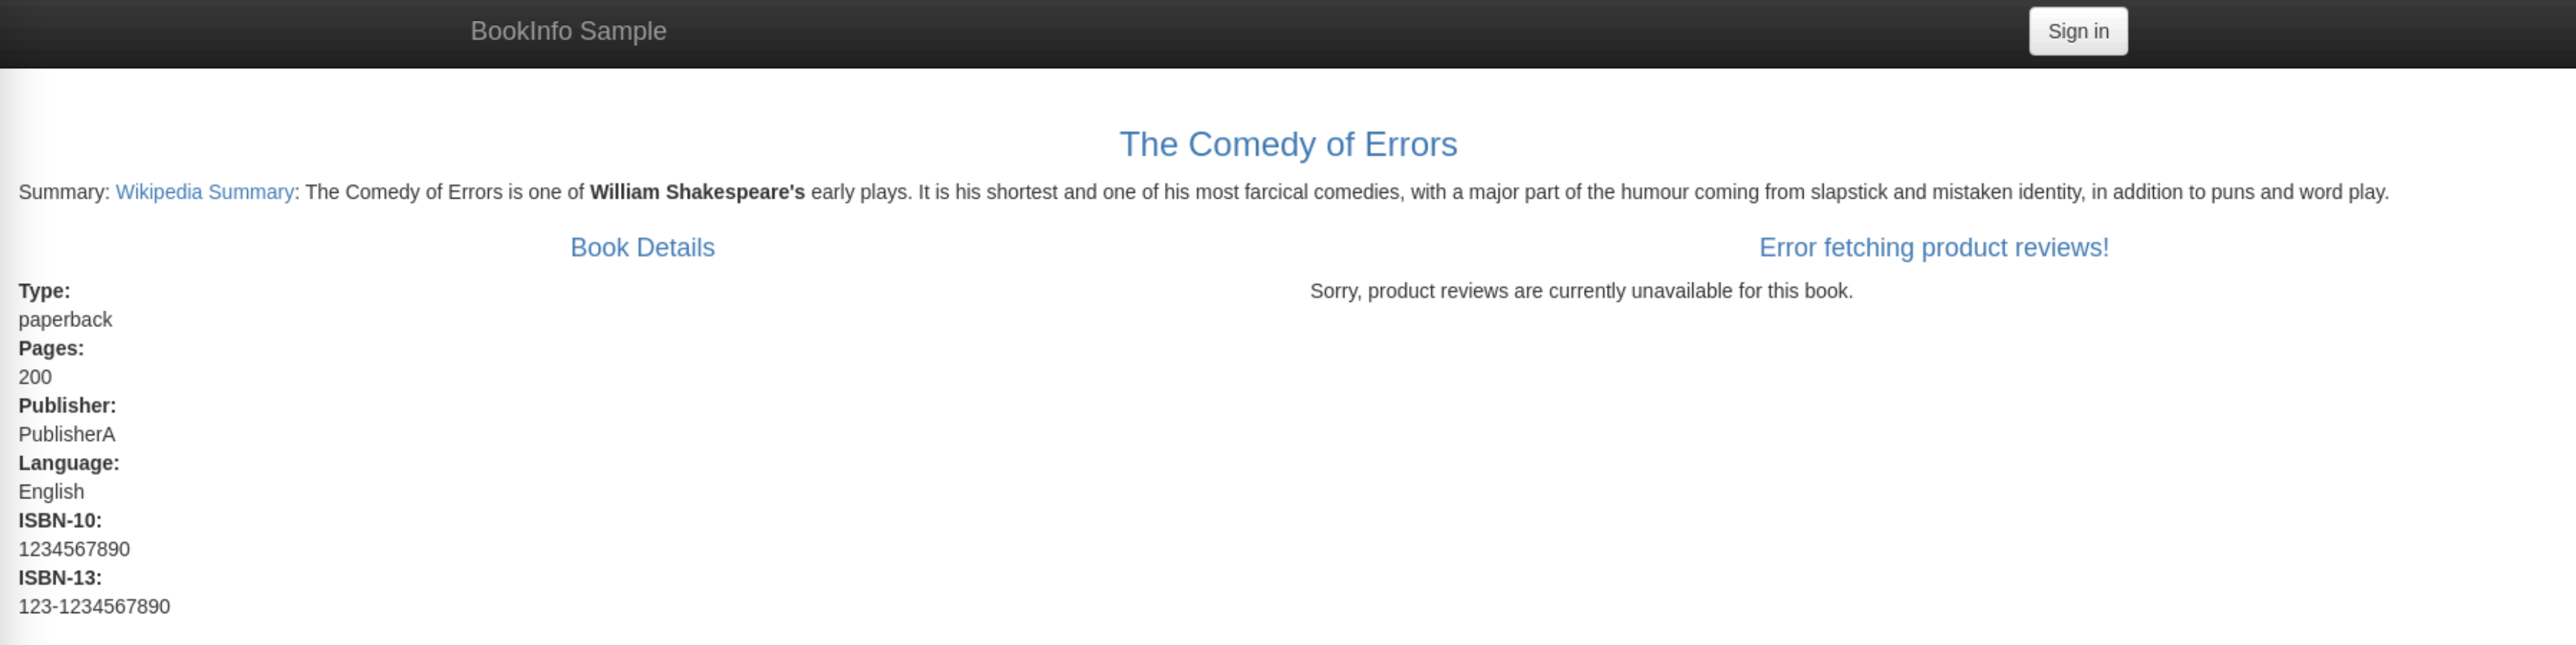 BookInfo Sample
Sign in
The Comedy of Errors
Summary: Wikipedia Summary: The Comedy of Errors is one of William Shakespeare's early plays. It is his shortest and one of his most farcical comedies, with a major part of the humour coming from slapstick and mistaken identity, in addition to puns and word play.
Book Details
Type:
paperback
Pages:
200
Publisher:
PublisherA
Language:
English
ISBN-10:
1234567890
ISBN-13:
123-1234567890
Error fetching product reviews!
Sorry, product reviews are currently unavailable for this book.